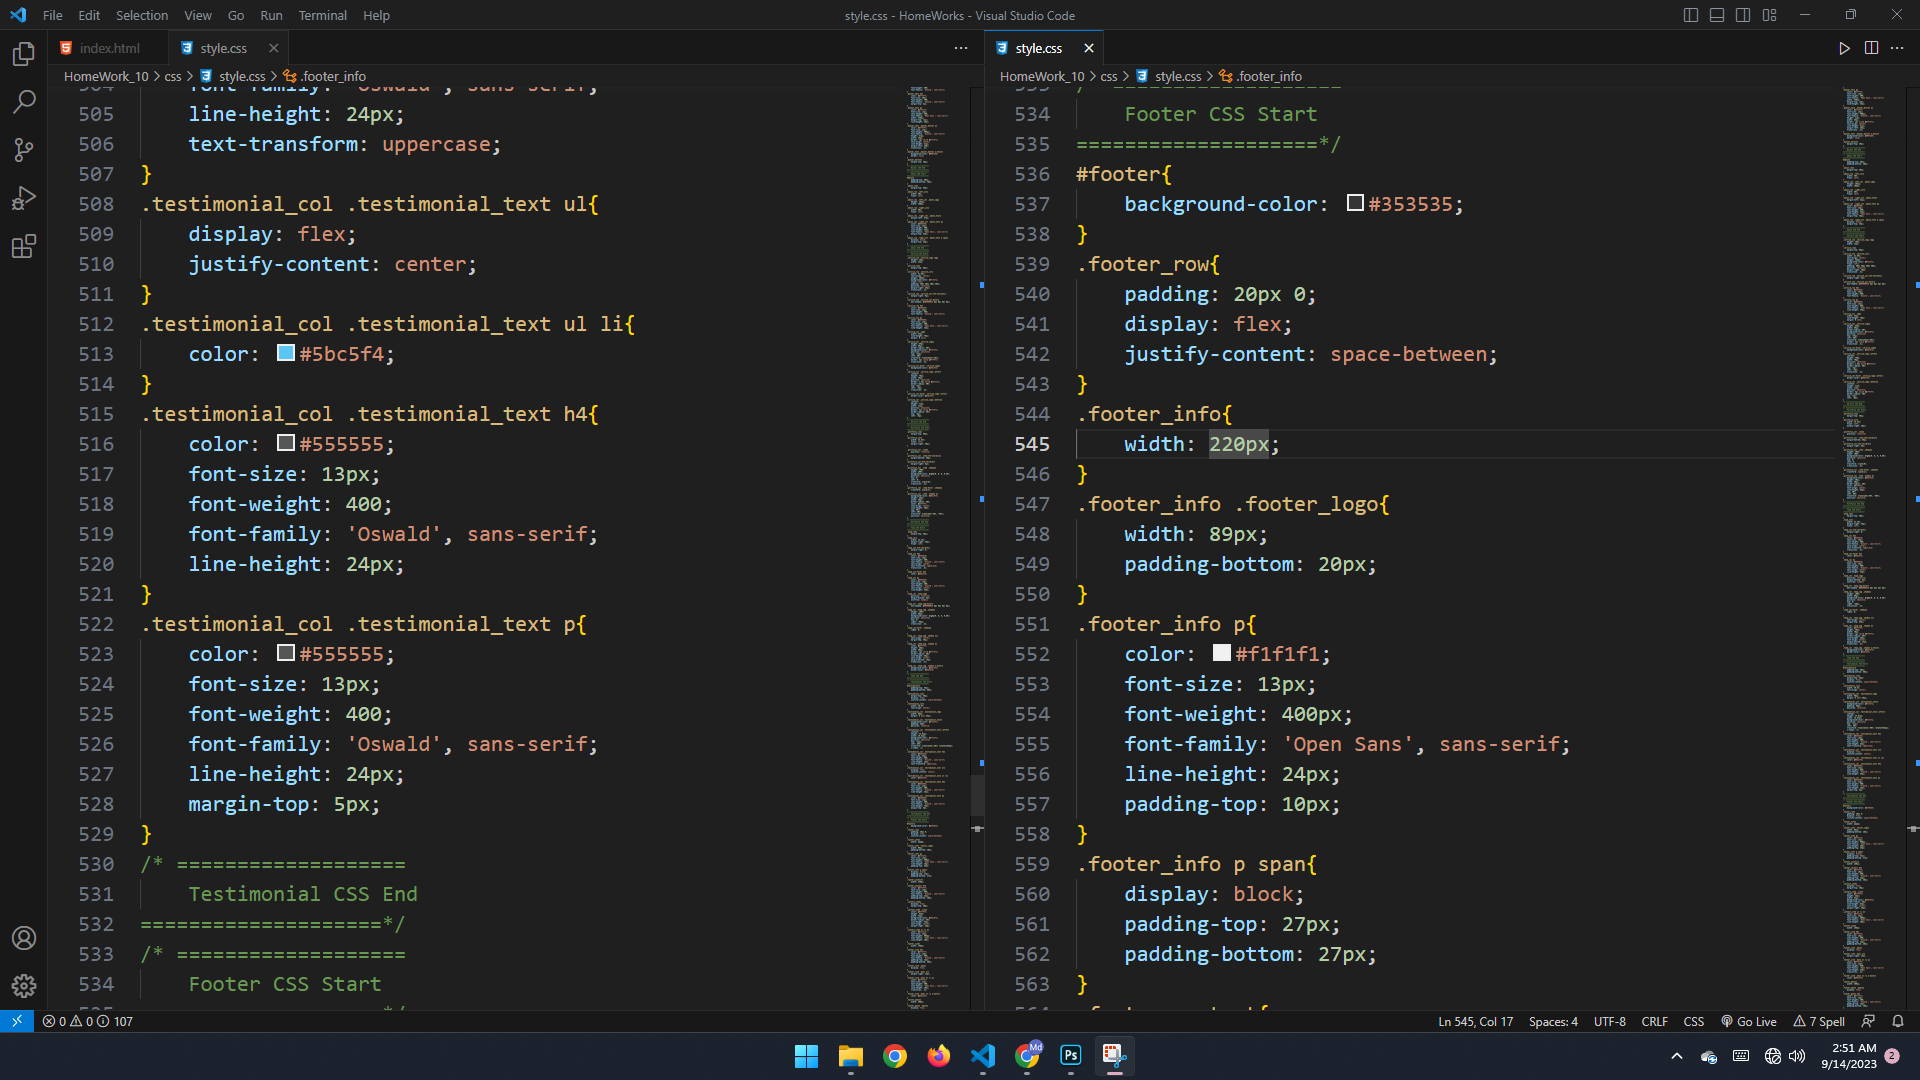 File Edit Selection View Go Run Terminal Help
style.css - HomeWorks - Visual Studio Code
index.html
style.css
HomeWork_10 > css > style.css > .footer_info
505 line-height: 24px;
506 text-transform: uppercase;
507 }
508 .testimonial_col .testimonial_text ul{
509 display: flex;
510 justify-content: center;
511 }
512 .testimonial_col .testimonial_text ul li{
513 color: #5bc5f4;
514 }
515 .testimonial_col .testimonial_text h4{
516 color: #555555;
517 font-size: 13px;
518 font-weight: 400;
519 font-family: 'Oswald', sans-serif;
520 line-height: 24px;
521 }
522 .testimonial_col .testimonial_text p{
523 color: #555555;
524 font-size: 13px;
525 font-weight: 400;
526 font-family: 'Oswald', sans-serif;
527 line-height: 24px;
528 margin-top: 5px;
529 }
530 /* ===================
531 Testimonial CSS End
532 ====================*/
533 /* ===================
534 Footer CSS Start
style.css
HomeWork_10 > css > style.css > .footer_info
534 Footer CSS Start
535 ====================*/
536 #footer{
537 background-color: #353535;
538 }
539 .footer_row{
540 padding: 20px 0;
541 display: flex;
542 justify-content: space-between;
543 }
544 .footer_info{
545 width: 220px;
546 }
547 .footer_info .footer_logo{
548 width: 89px;
549 padding-bottom: 20px;
550 }
551 .footer_info p{
552 color: #f1f1f1;
553 font-size: 13px;
554 font-weight: 400px;
555 font-family: 'Open Sans', sans-serif;
556 line-height: 24px;
557 padding-top: 10px;
558 }
559 .footer_info p span{
560 display: block;
561 padding-top: 27px;
562 padding-bottom: 27px;
563 }
0 0 107
Ln 545, Col 17 Spaces: 4 UTF-8 CRLF CSS Go Live 7 Spell
Md
Ps
2:51 AM
9/14/2023
2